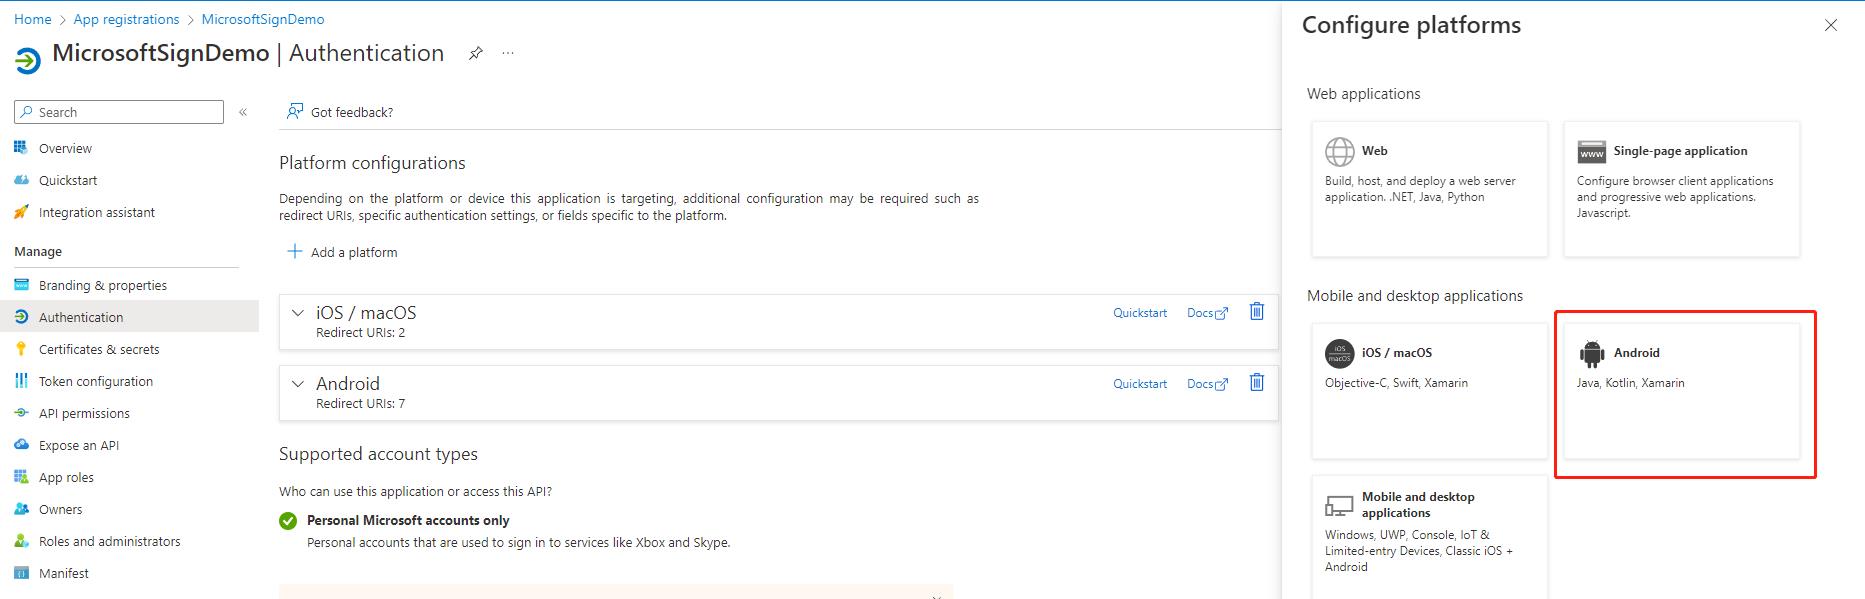 Home > App registrations > MicrosoftSignDemo
MicrosoftSignDemo | Authentication
Search
Overview
Quickstart
Integration assistant
Manage
Branding & properties
Authentication
Certificates & secrets
Token configuration
API permissions
Expose an API
App roles
Owners
Roles and administrators
Manifest
Got feedback?
Platform configurations
Depending on the platform or device this application is targeting, additional configuration may be required such as
redirect URIs, specific authentication settings, or fields specific to the platform.
Add a platform
iOS / macOS
Redirect URIs: 2
Quickstart
Docs
Android
Redirect URIs: 7
Quickstart
Docs
Supported account types
Who can use this application or access this API?
Personal Microsoft accounts only
Personal accounts that are used to sign in to services like Xbox and Skype.
Configure platforms
Web applications
Web
Build, host, and deploy a web server
application. .NET, Java, Python
www
Single-page application
Configure browser client applications
and progressive web applications.
Javascript.
Mobile and desktop applications
iOS
macOS
iOS / macOS
Objective-C, Swift, Xamarin
Android
Java, Kotlin, Xamarin
Mobile and desktop
applications
Windows, UWP, Console, IoT &
Limited-entry Devices, Classic iOS +
Android